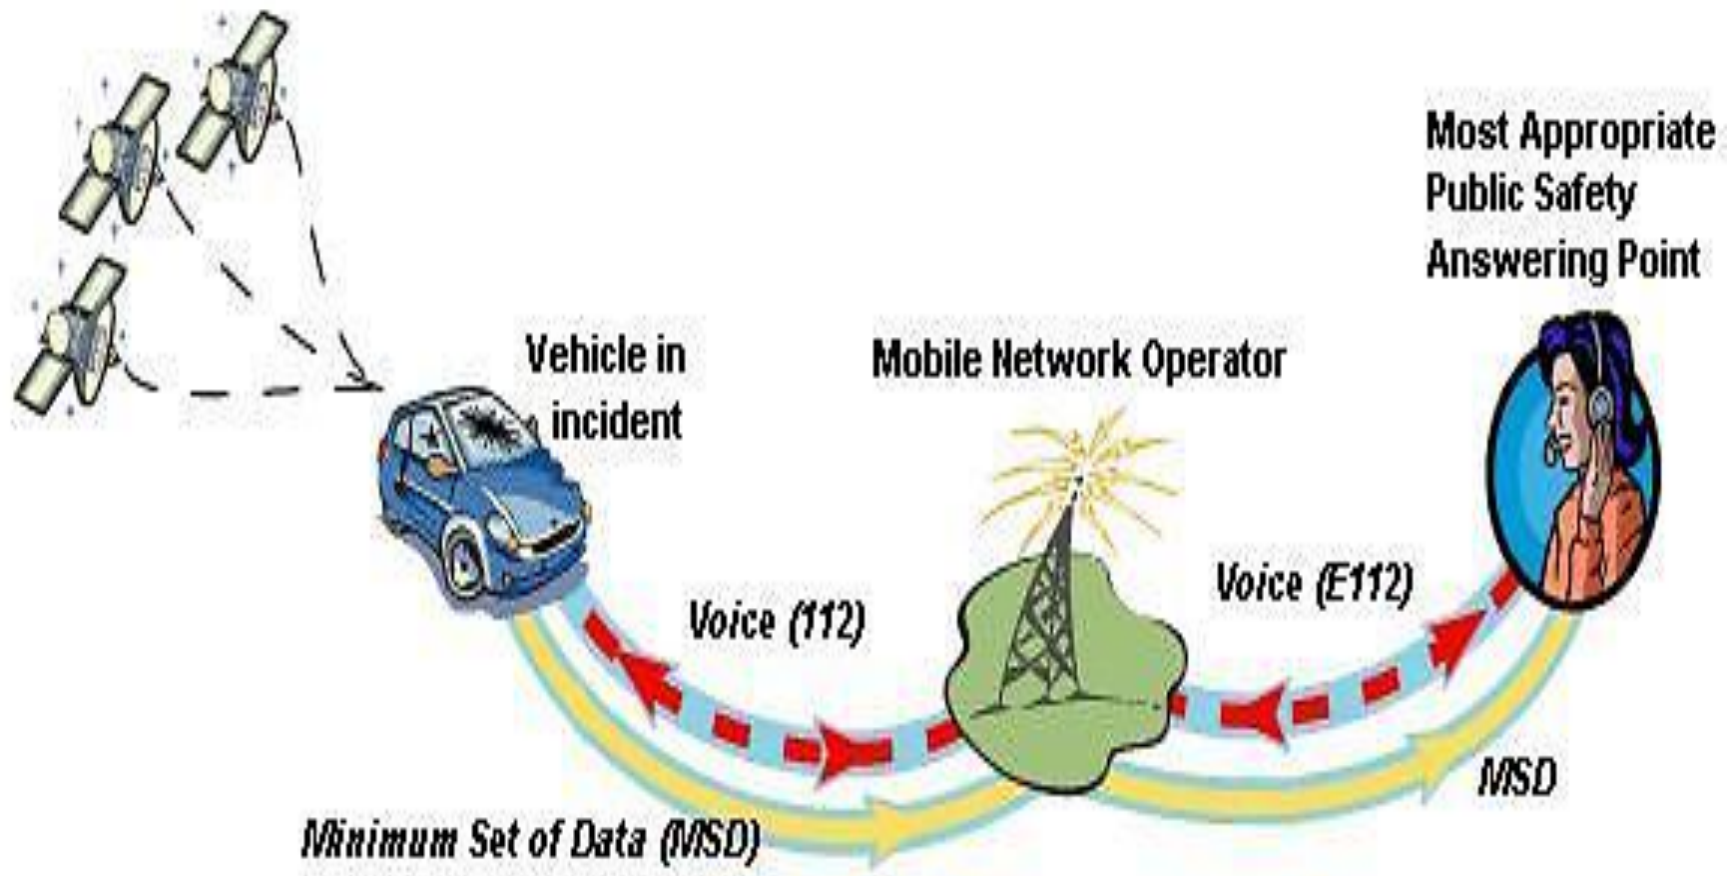 Most Appropriate
Public Safety
Answering Point
Vehicle in
incident
Mobile Network Operator
Voice (112)
Voice (E112)
Minimum Set of Data (MSD)
MSD